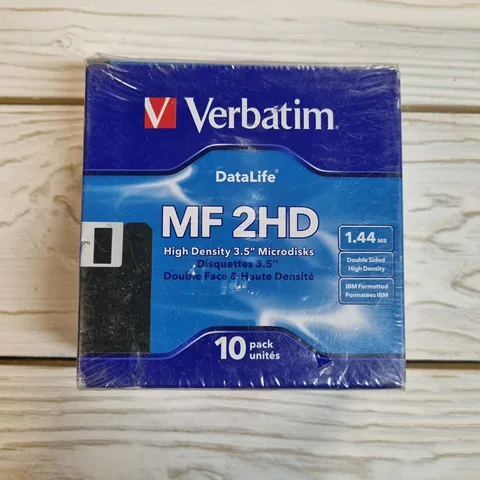 Verbatim.
DataLife®
MF 2HD
High Density 3.5" Microdisks
Disquettes 3.5"
Double Face & Haute Densité
1.44 MB
Double Sided
High Density
IBM Formatted
Formatées IBM
10 pack
unités